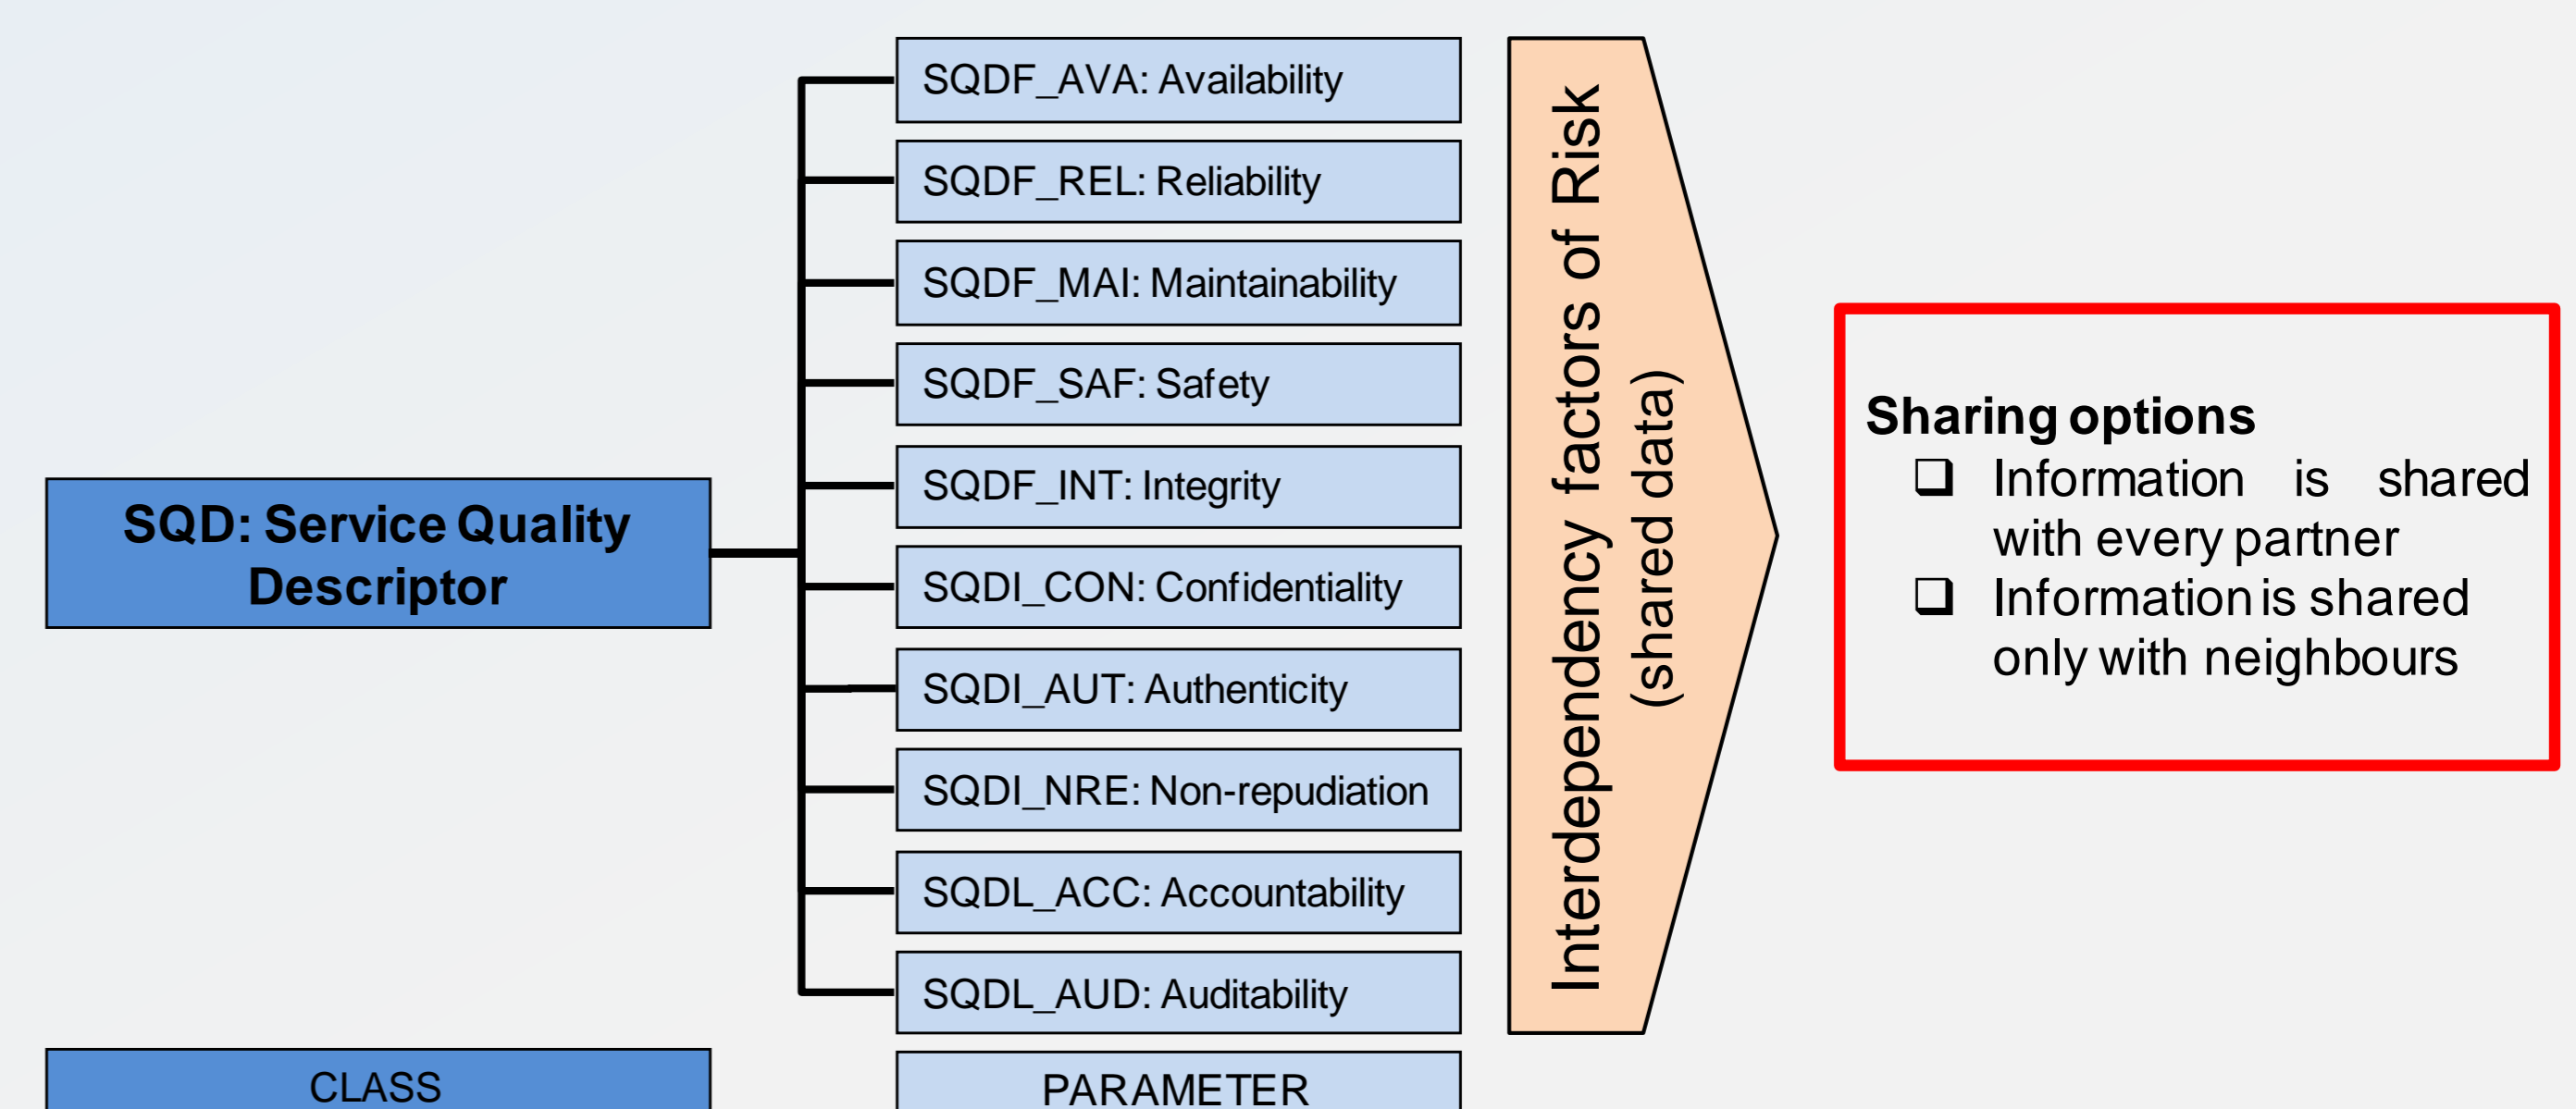 SQD: Service Quality
Descriptor
SQDF_AVA: Availability
SQDF_REL: Reliability
SQDF_MAI: Maintainability
SQDF_SAF: Safety
SQDF_INT: Integrity
SQDI_CON: Confidentiality
SQDI_AUT: Authenticity
SQDI_NRE: Non-repudiation
SQDL_ACC: Accountability
SQDL_AUD: Auditability
Interdependency factors of Risk
(shared data)
Sharing options
❑ Information is shared
with every partner
❑ Information is shared
only with neighbours
CLASS
PARAMETER